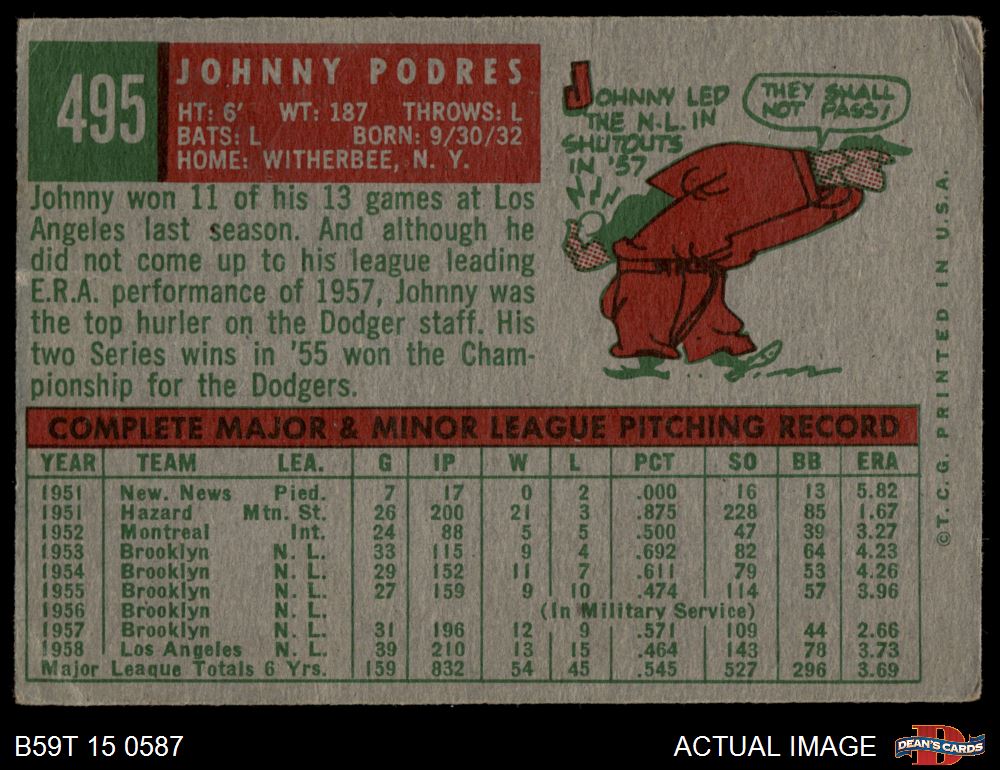 495
JOHNNY PODRES
HT: 6' WT: 187 THROWS: L
BATS: L BORN: 9/30/32
HOME: WITHERBEE, N. Y.
Johnny won 11 of his 13 games at Los
Angeles last season. And although he
did not come up to his league leading
E.R.A. performance of 1957, Johnny was
the top hurler on the Dodger staff. His
two Series wins in '55 won the Cham-
pionship for the Dodgers.
JOHNNY LED
THE N.L. IN
SHUTOUTS
IN '57
THEY SHALL
NOT PASS!
COMPLETE MAJOR & MINOR LEAGUE PITCHING RECORD
YEAR TEAM LEA. G IP W L PCT SO BB ERA
1951 New. News Pied. 7 17 0 2 .000 16 13 5.82
1951 Hazard Mtn. St. 26 200 21 3 .875 228 85 1.67
1952 Montreal Int. 24 88 5 5 .500 47 39 3.27
1953 Brooklyn N. L. 33 115 9 4 .692 82 64 4.23
1954 Brooklyn N. L. 29 152 11 7 .611 79 53 4.26
1955 Brooklyn N. L. 27 159 9 10 .474 114 57 3.96
1956 Brooklyn N. L. (In Military Service)
1957 Brooklyn N. L. 31 196 12 9 .571 109 44 2.66
1958 Los Angeles N. L. 39 210 13 15 .464 143 78 3.73
Major League Totals 6 Yrs. 159 832 54 45 .545 527 296 3.69
© T. C. G. PRINTED IN U.S.A.
B59T 15 0587
ACTUAL IMAGE
DEAN'S CARDS